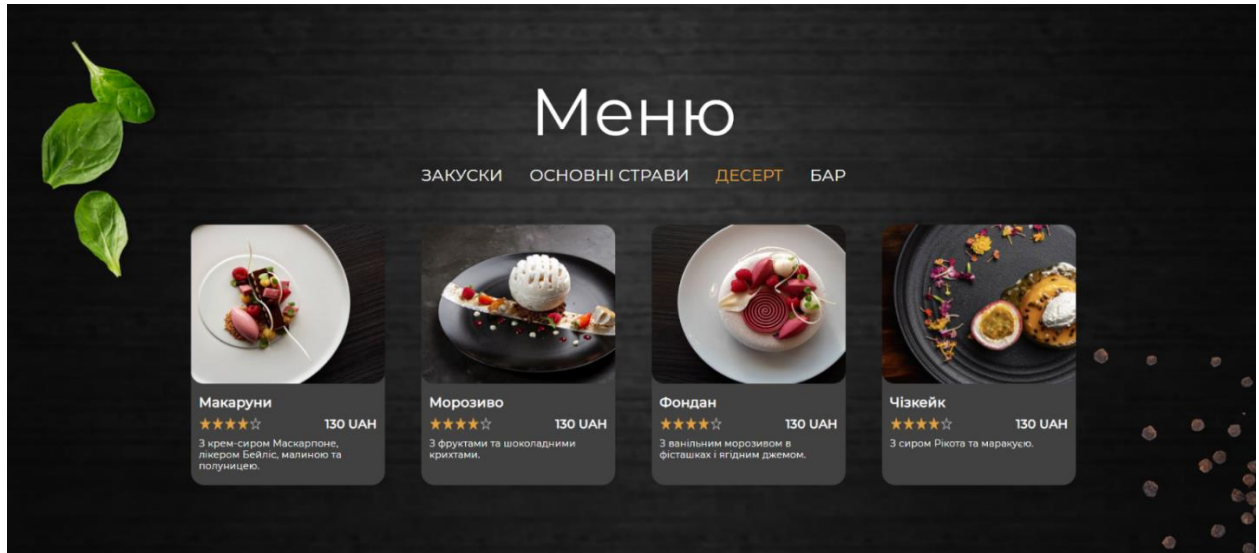 Меню
ЗАКУСКИ ОСНОВНІ СТРАВИ ДЕСЕРТ БАР
Макаруни
130 UAH
З крем-сиром Маскарпоне,
лікером Бейліс, малиною та
полуницею.
Морозиво
130 UAH
З фруктами та шоколадними
крихтами.
Фондан
130 UAH
З ванільним морозивом в
фісташках і ягідним джемом.
Чізкейк
130 UAH
З сиром Рікота та маракуєю.